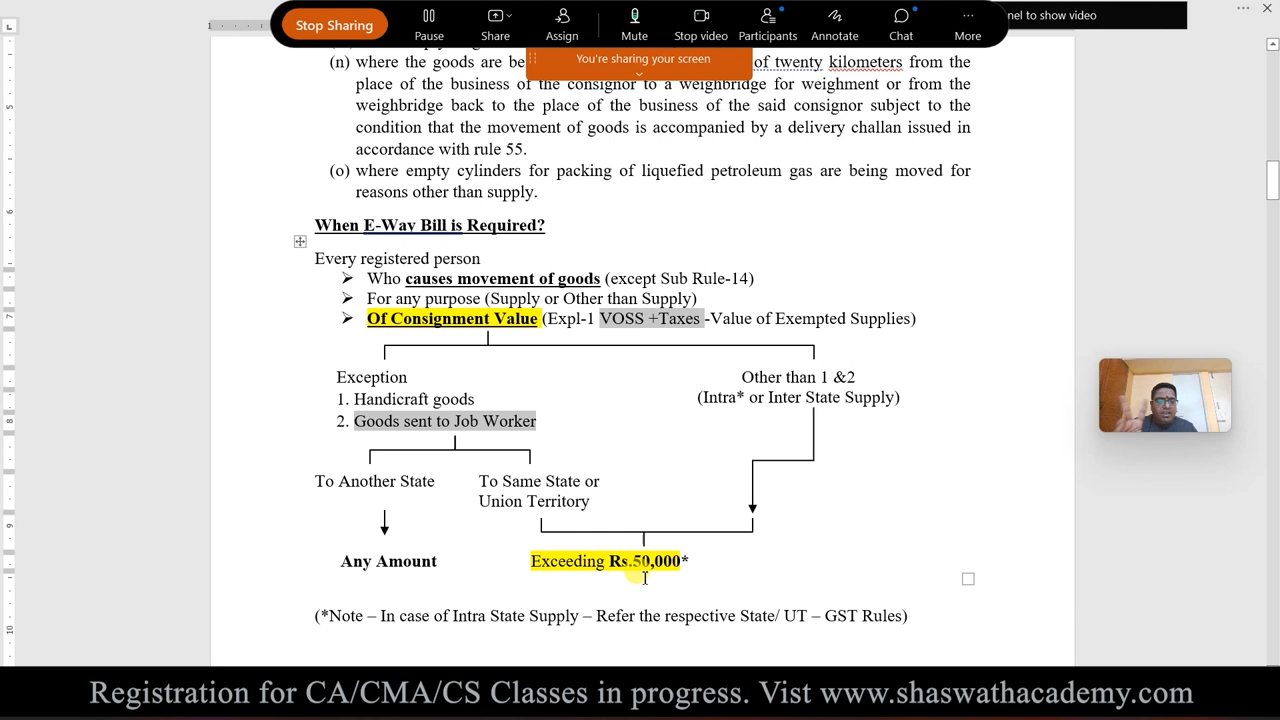 nel to show video
Stop Sharing
Pause
Share
Assign
Mute
Stop video
Participants
Annotate
Chat
More
You're sharing your screen
(n) where the goods are be of twenty kilometers from the
place of the business of the consignor to a weighbridge for weighment or from the
weighbridge back to the place of the business of the said consignor subject to the
condition that the movement of goods is accompanied by a delivery challan issued in
accordance with rule 55.
(o) where empty cylinders for packing of liquefied petroleum gas are being moved for
reasons other than supply.
When E-Way Bill is Required?
Every registered person
➢ Who causes movement of goods (except Sub Rule-14)
➢ For any purpose (Supply or Other than Supply)
➢ Of Consignment Value (Expl-1 VOSS +Taxes -Value of Exempted Supplies)
Exception
1. Handicraft goods
2. Goods sent to Job Worker
Other than 1 &2
(Intra* or Inter State Supply)
To Another State
To Same State or
Union Territory
Any Amount
Exceeding Rs.50,000*
(*Note – In case of Intra State Supply – Refer the respective State/ UT – GST Rules)
Registration for CA/CMA/CS Classes in progress. Vist www.shaswathacademy.com
1
5
6
7
8
9
10